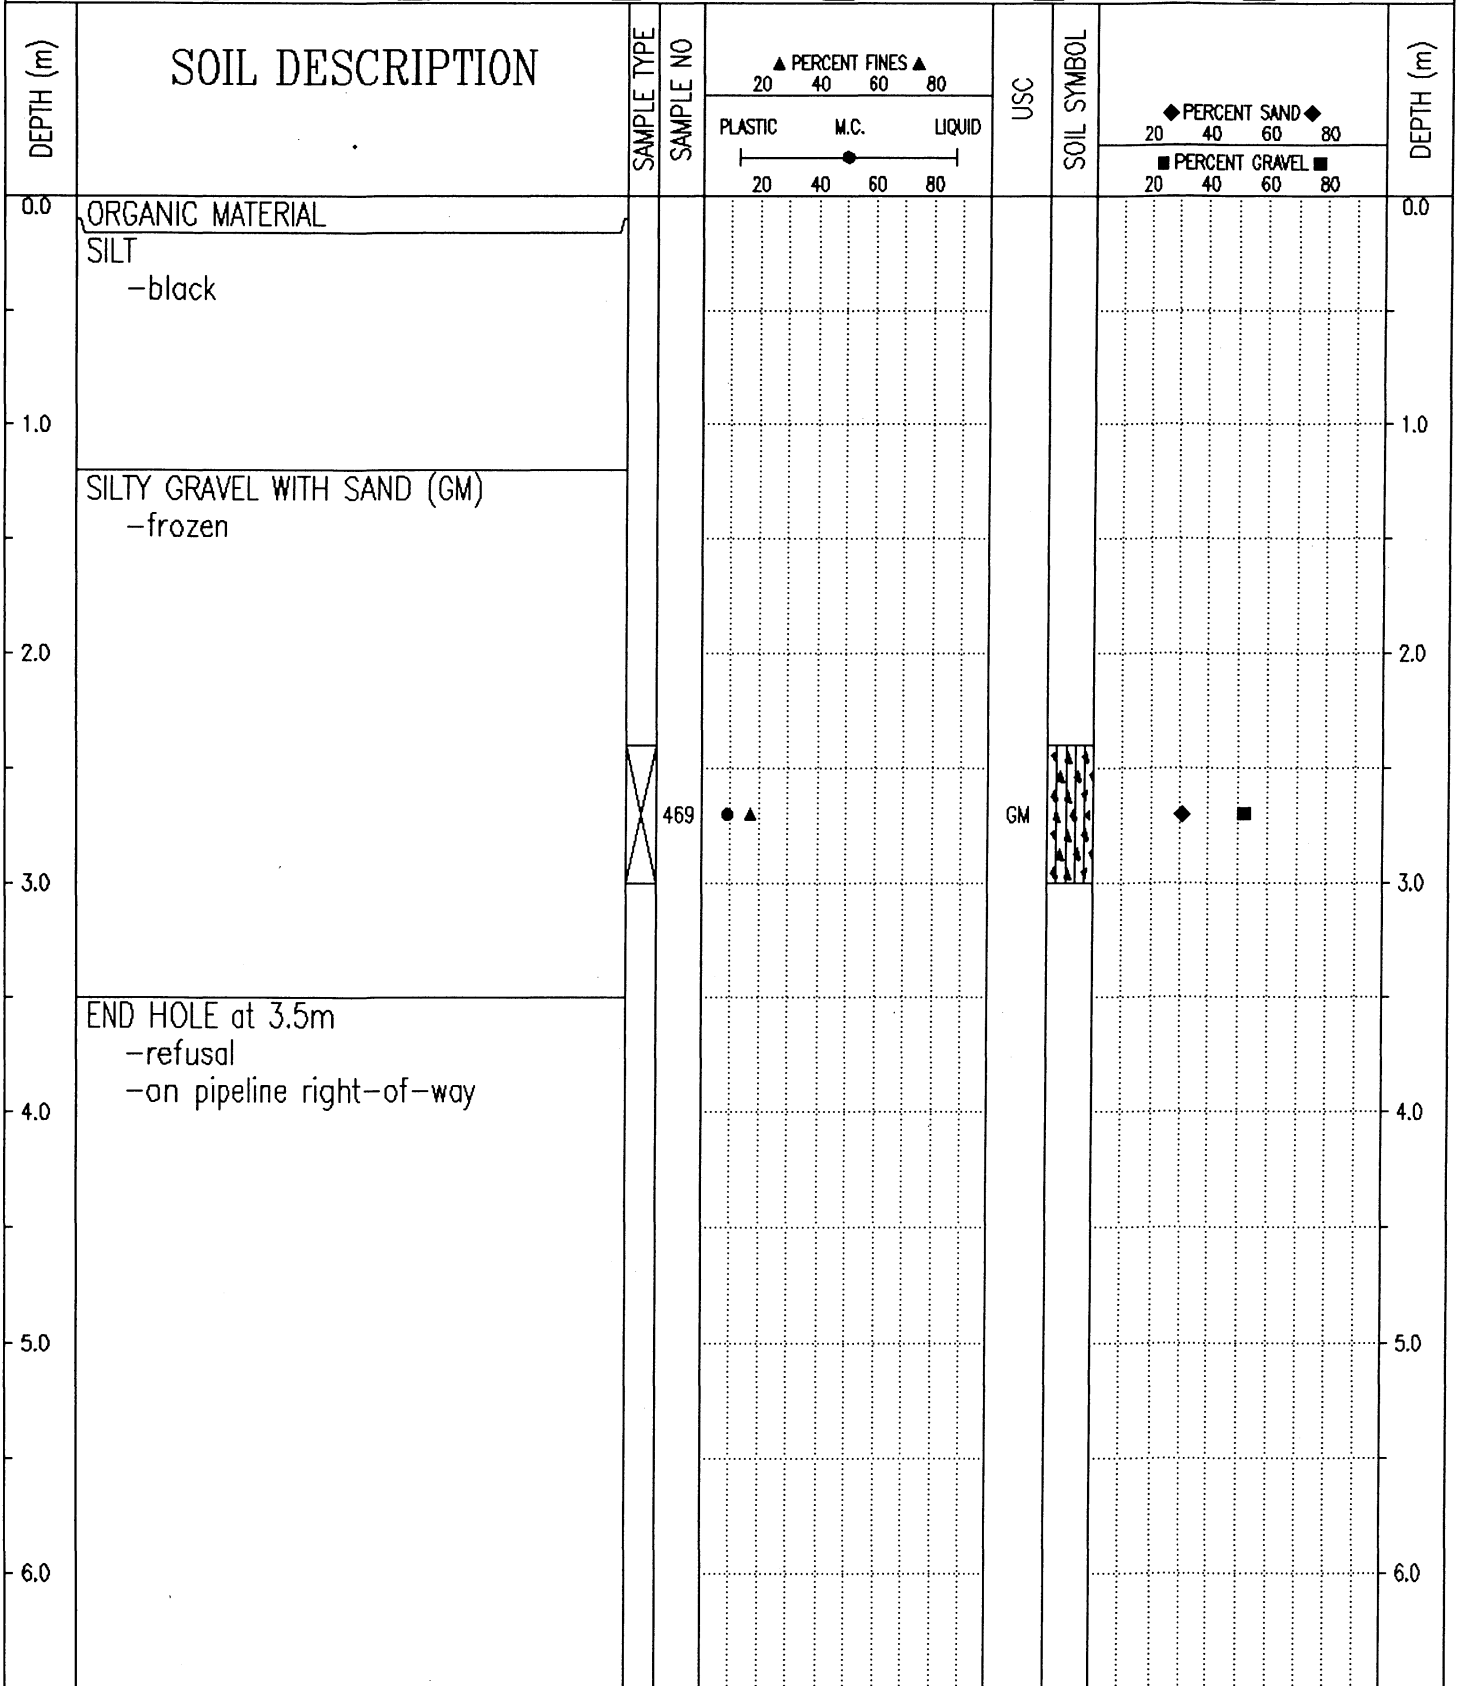 DEPTH (m)
SOIL DESCRIPTION
SAMPLE TYPE
SAMPLE NO
▲ PERCENT FINES ▲
20 40 60 80
PLASTIC M.C. LIQUID
20 40 60 80
USC
SOIL SYMBOL
◆ PERCENT SAND ◆
20 40 60 80
■ PERCENT GRAVEL ■
20 40 60 80
DEPTH (m)
0.0 ORGANIC MATERIAL 0.0
SILT
-black
1.0 1.0
SILTY GRAVEL WITH SAND (GM)
-frozen
2.0 2.0
469 GM
3.0 3.0
END HOLE at 3.5m
-refusal
-on pipeline right-of-way
4.0 4.0
5.0 5.0
6.0 6.0